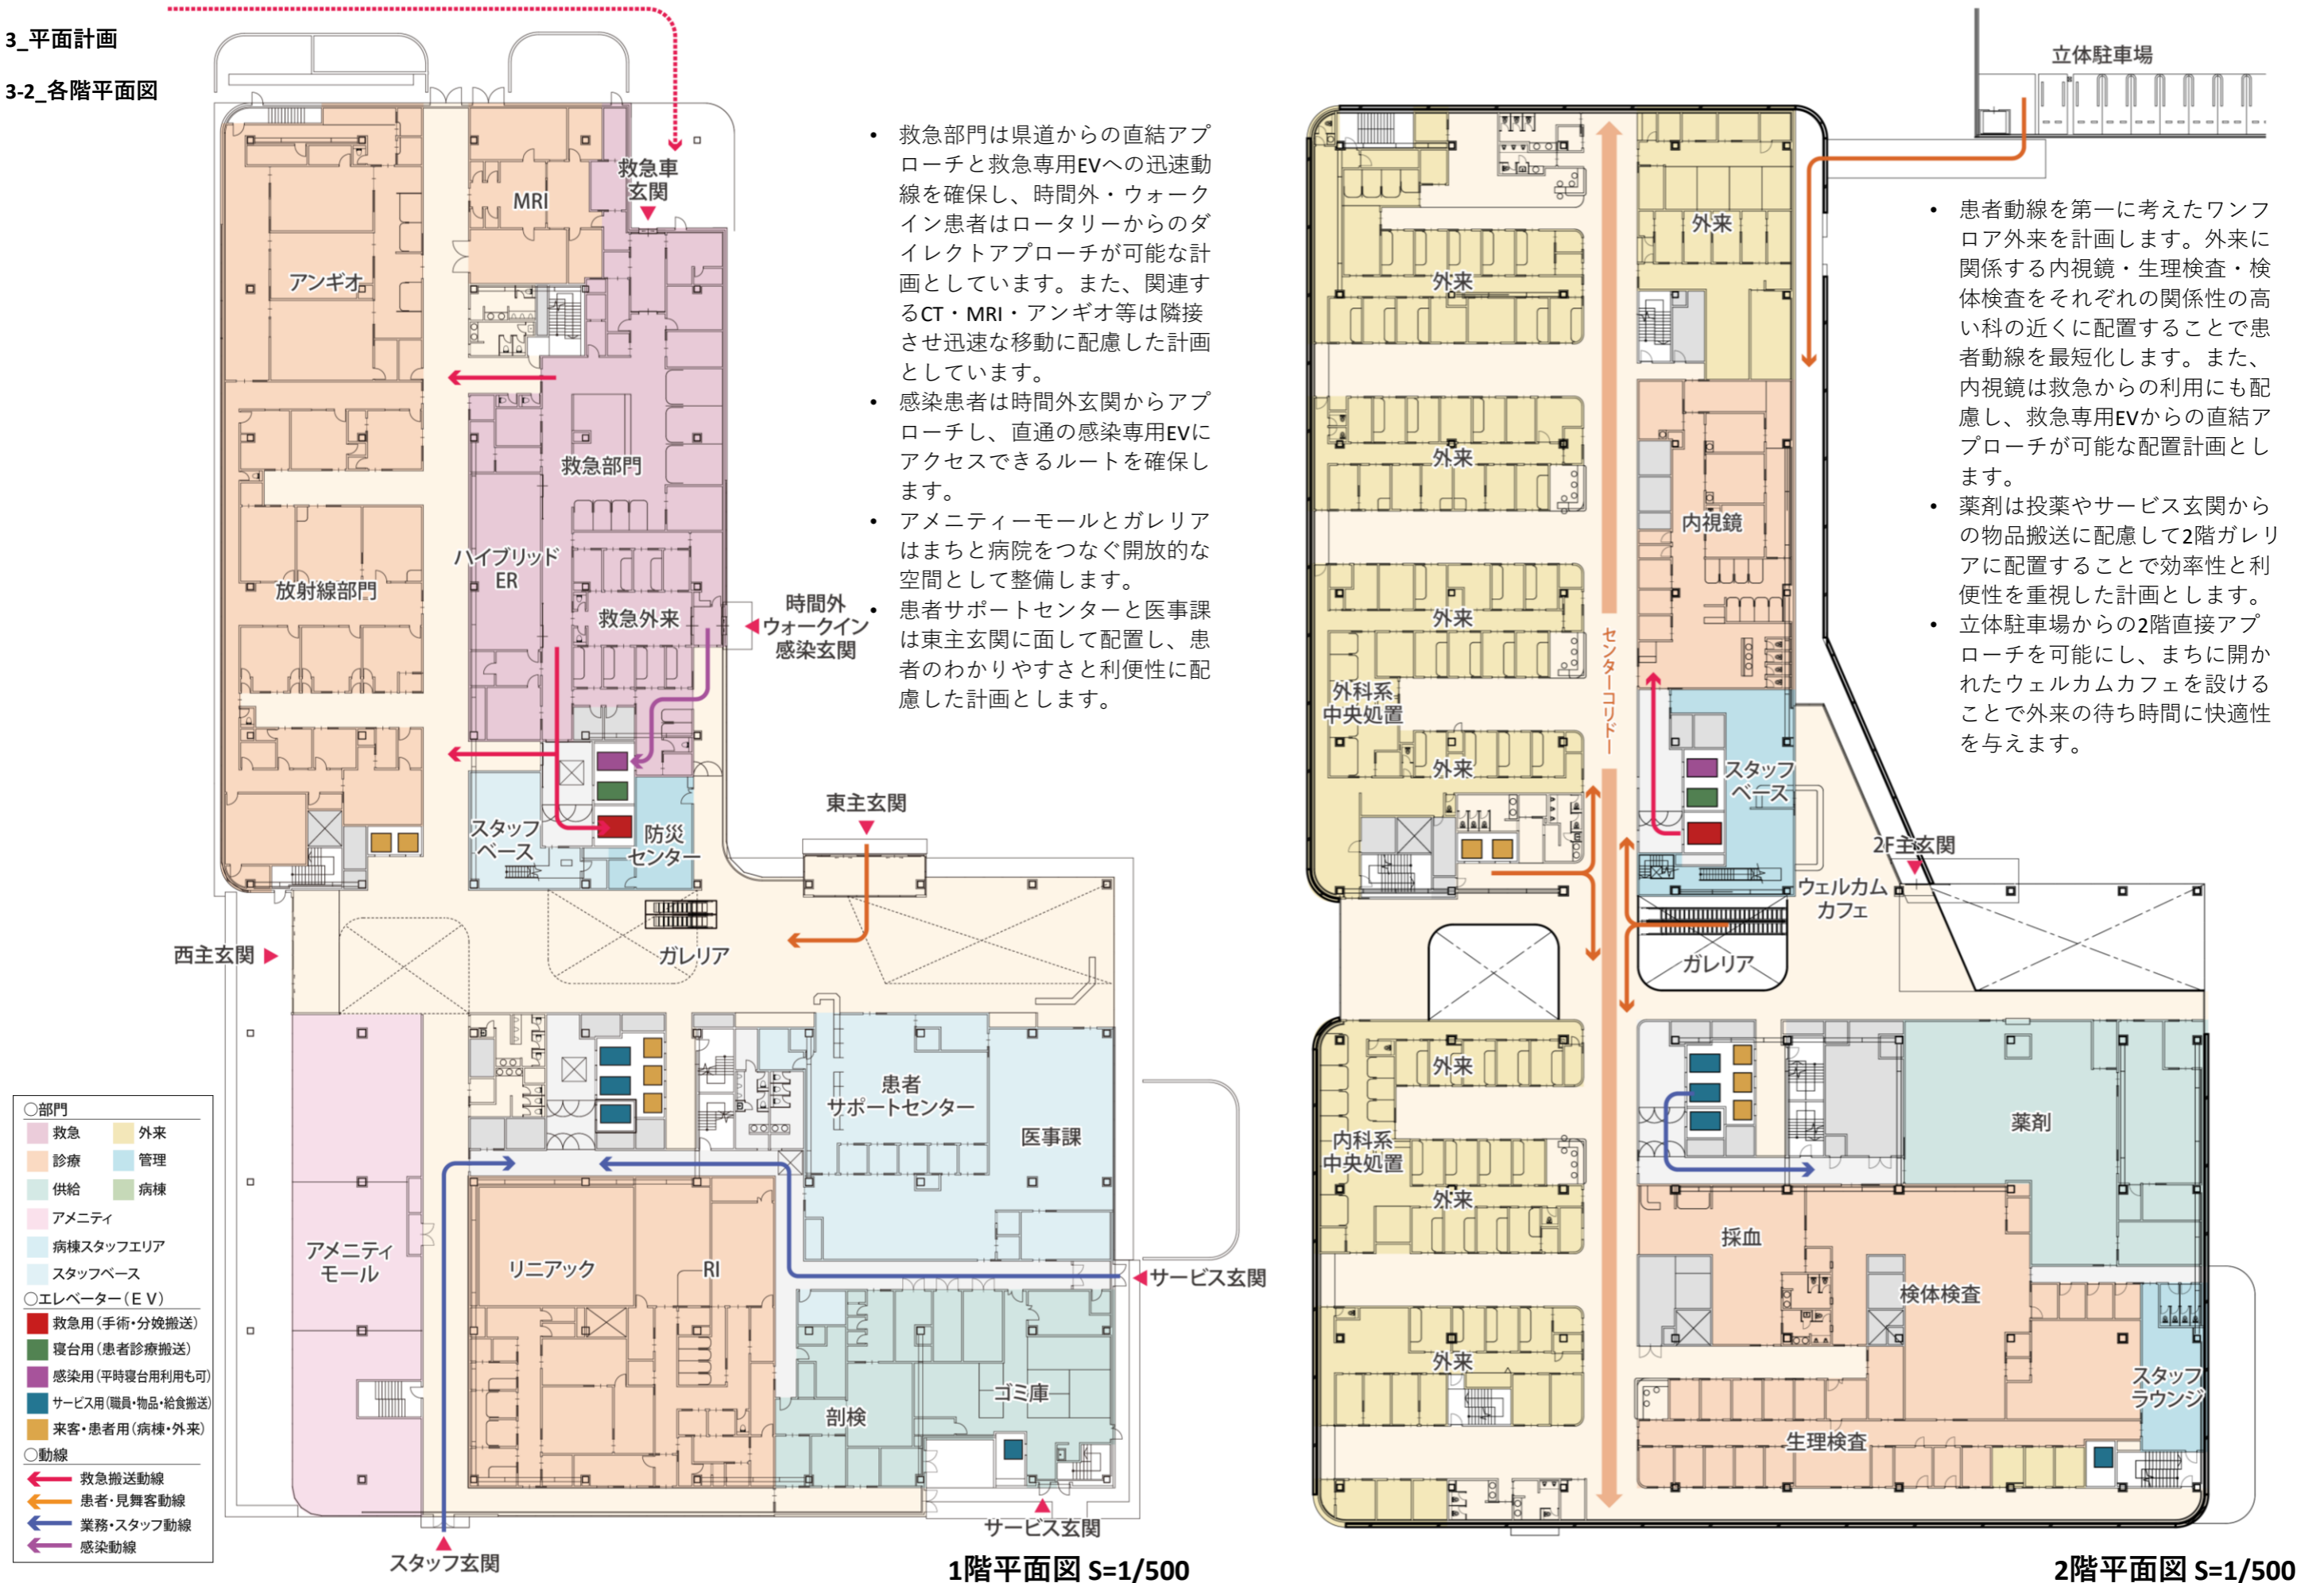 3_平面計画
3-2_各階平面図
• 救急部門は県道からの直結アプ
ローチと救急専用EVへの迅速動
線を確保し、時間外・ウォーク
イン患者はロータリーからのダ
イレクトアプローチが可能な計
画としています。また、関連す
るCT・MRI・アンギオ等は隣接
させ迅速な移動に配慮した計画
としています。
• 感染患者は時間外玄関からアプ
ローチし、直通の感染専用EVに
アクセスできるルートを確保し
ます。
• アメニティーモールとガレリア
はまちと病院をつなぐ開放的な
空間として整備します。
• 患者サポートセンターと医事課
は東主玄関に面して配置し、患
者のわかりやすさと利便性に配
慮した計画とします。
救急車
玄関
MRI
アンギオ
救急部門
ハイブリッド
ER
放射線部門
救急外来
時間外
ウォークイン
感染玄関
東主玄関
スタッフ
ベース
防災
センター
西主玄関
ガレリア
患者
サポートセンター
医事課
アメニティ
モール
リニアック
RI
サービス玄関
ゴミ庫
剖検
サービス玄関
スタッフ玄関
1階平面図 S=1/500
○部門
救急
外来
診療
管理
供給
病棟
アメニティ
病棟スタッフエリア
スタッフベース
○エレベーター(EV)
救急用(手術・分娩搬送)
寝台用(患者診療搬送)
感染用(平時寝台用利用も可)
サービス用(職員・物品・給食搬送)
来客・患者用(病棟・外来)
○動線
救急搬送動線
患者・見舞客動線
業務・スタッフ動線
感染動線
立体駐車場
• 患者動線を第一に考えたワンフ
ロア外来を計画します。外来に
関係する内視鏡・生理検査・検
体検査をそれぞれの関係性の高
い科の近くに配置することで患
者動線を最短化します。また、
内視鏡は救急からの利用にも配
慮し、救急専用EVからの直結ア
プローチが可能な配置計画とし
ます。
• 薬剤は投薬やサービス玄関から
の物品搬送に配慮して2階ガレリ
アに配置することで効率性と利
便性を重視した計画とします。
• 立体駐車場からの2階直接アプ
ローチを可能にし、まちに開か
れたウェルカムカフェを設ける
ことで外来の待ち時間に快適性
を与えます。
外来
外来
外来
内視鏡
外来
センターコリドー
外科系
中央処置
外来
スタッフ
ベース
2F主玄関
ウェルカム
カフェ
ガレリア
外来
内科系
中央処置
外来
薬剤
採血
検体検査
外来
スタッフ
ラウンジ
生理検査
2階平面図 S=1/500